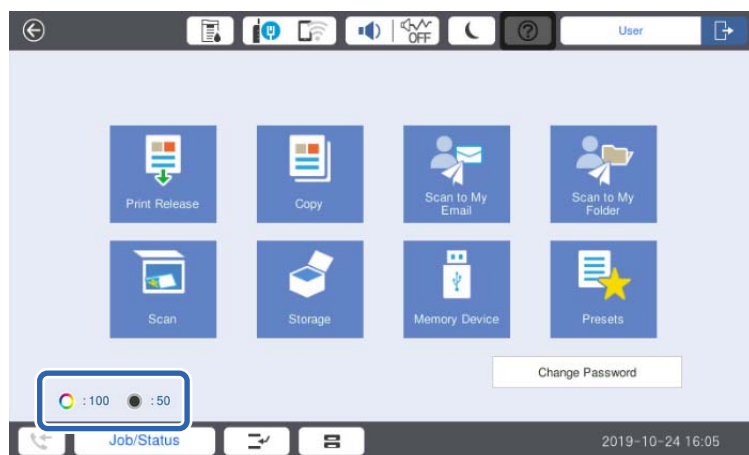 OFF
User
Print Release
Copy
Scan to My
Email
Scan to My
Folder
Scan
Storage
Memory Device
Presets
Change Password
: 100
: 50
Job/Status
2019-10-24 16:05